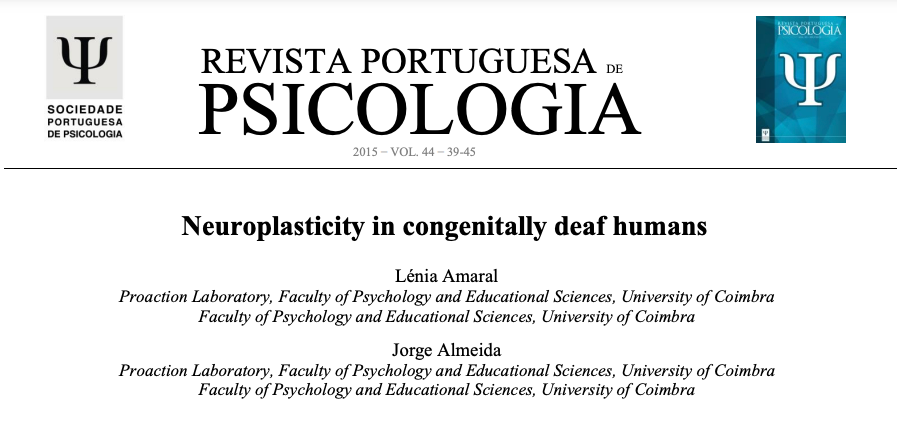 Ψ
SOCIEDADE
PORTUGUESA
DE PSICOLOGIA
REVISTA PORTUGUESA DE
PSICOLOGIA
2015 − VOL. 44 − 39-45
REVISTA PORTUGUESA DE
PSICOLOGIA
Ψ
Neuroplasticity in congenitally deaf humans
Lénia Amaral
Proaction Laboratory, Faculty of Psychology and Educational Sciences, University of Coimbra
Faculty of Psychology and Educational Sciences, University of Coimbra
Jorge Almeida
Proaction Laboratory, Faculty of Psychology and Educational Sciences, University of Coimbra
Faculty of Psychology and Educational Sciences, University of Coimbra